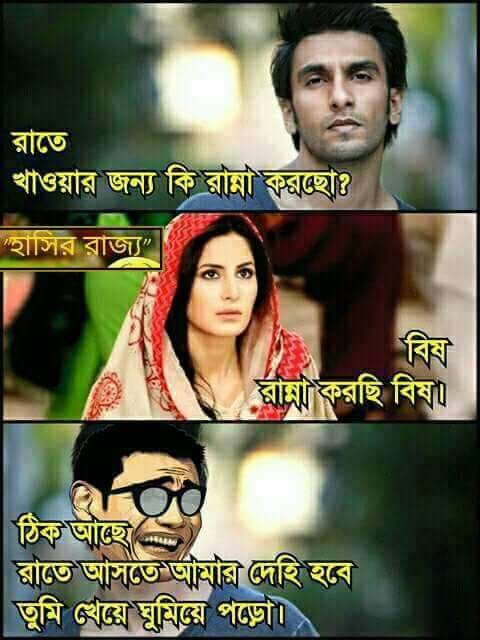 রাতে
খাওয়ার জন্য কি রান্না করছো?
"হাসির রাজ্য"
বিষ
রান্না করছি বিষ।
ঠিক আছে
রাতে আসতে আমার দেহি হবে
তুমি খেয়ে ঘুমিয়ে পড়ো।